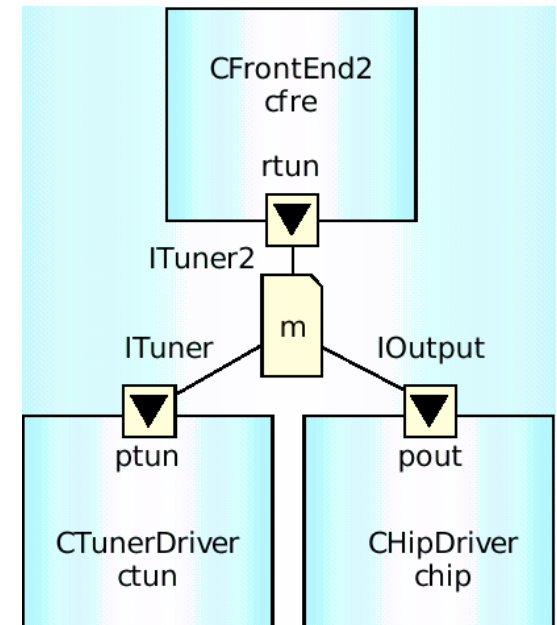 CFrontEnd2
cfre
rtun
ITuner2
m
ITuner
IOutput
ptun
pout
CTunerDriver
ctun
CHipDriver
chip